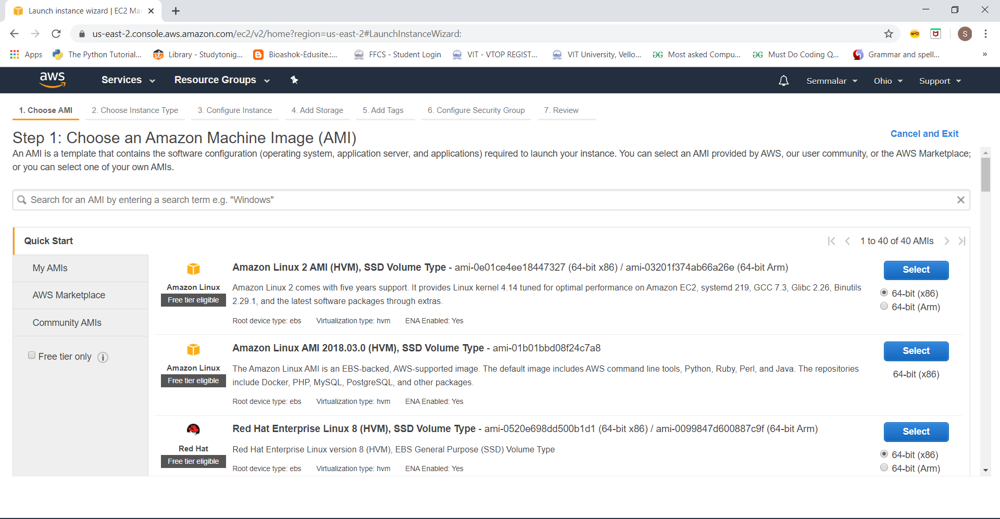 Launch instance wizard | EC2 Mar
us-east-2.console.aws.amazon.com/ec2/v2/home?region=us-east-2#LaunchInstanceWizard:
S
Apps The Python Tutorial... Library - Studytonig... Bioashok-Edusite.:... FFCS - Student Login VIT - VTOP REGIST... VIT University, Vello... Most asked Compu... Must Do Coding Q... Grammar and spell... »
aws Services Resource Groups Semmalar Ohio Support
1. Choose AMI 2. Choose Instance Type 3. Configure Instance 4. Add Storage 5. Add Tags 6. Configure Security Group 7. Review
Step 1: Choose an Amazon Machine Image (AMI)
Cancel and Exit
An AMI is a template that contains the software configuration (operating system, application server, and applications) required to launch your instance. You can select an AMI provided by AWS, our user community, or the AWS Marketplace;
or you can select one of your own AMIs.
Search for an AMI by entering a search term e.g. "Windows"
Quick Start
1 to 40 of 40 AMIs
My AMIs
AWS Marketplace
Community AMIs
Free tier only
Amazon Linux
Free tier eligible
Amazon Linux 2 AMI (HVM), SSD Volume Type - ami-0e01ce4ee18447327 (64-bit x86) / ami-03201f374ab66a26e (64-bit Arm)
Amazon Linux 2 comes with five years support. It provides Linux kernel 4.14 tuned for optimal performance on Amazon EC2, systemd 219, GCC 7.3, Glibc 2.26, Binutils
2.29.1, and the latest software packages through extras.
Root device type: ebs Virtualization type: hvm ENA Enabled: Yes
Select
64-bit (x86)
64-bit (Arm)
Amazon Linux
Free tier eligible
Amazon Linux AMI 2018.03.0 (HVM), SSD Volume Type - ami-01b01bbd08f24c7a8
The Amazon Linux AMI is an EBS-backed, AWS-supported image. The default image includes AWS command line tools, Python, Ruby, Perl, and Java. The repositories
include Docker, PHP, MySQL, PostgreSQL, and other packages.
Root device type: ebs Virtualization type: hvm ENA Enabled: Yes
Select
64-bit (x86)
Red Hat
Free tier eligible
Red Hat Enterprise Linux 8 (HVM), SSD Volume Type - ami-0520e698dd500b1d1 (64-bit x86) / ami-0099847d600887c9f (64-bit Arm)
Red Hat Enterprise Linux version 8 (HVM), EBS General Purpose (SSD) Volume Type
Root device type: ebs Virtualization type: hvm ENA Enabled: Yes
Select
64-bit (x86)
64-bit (Arm)